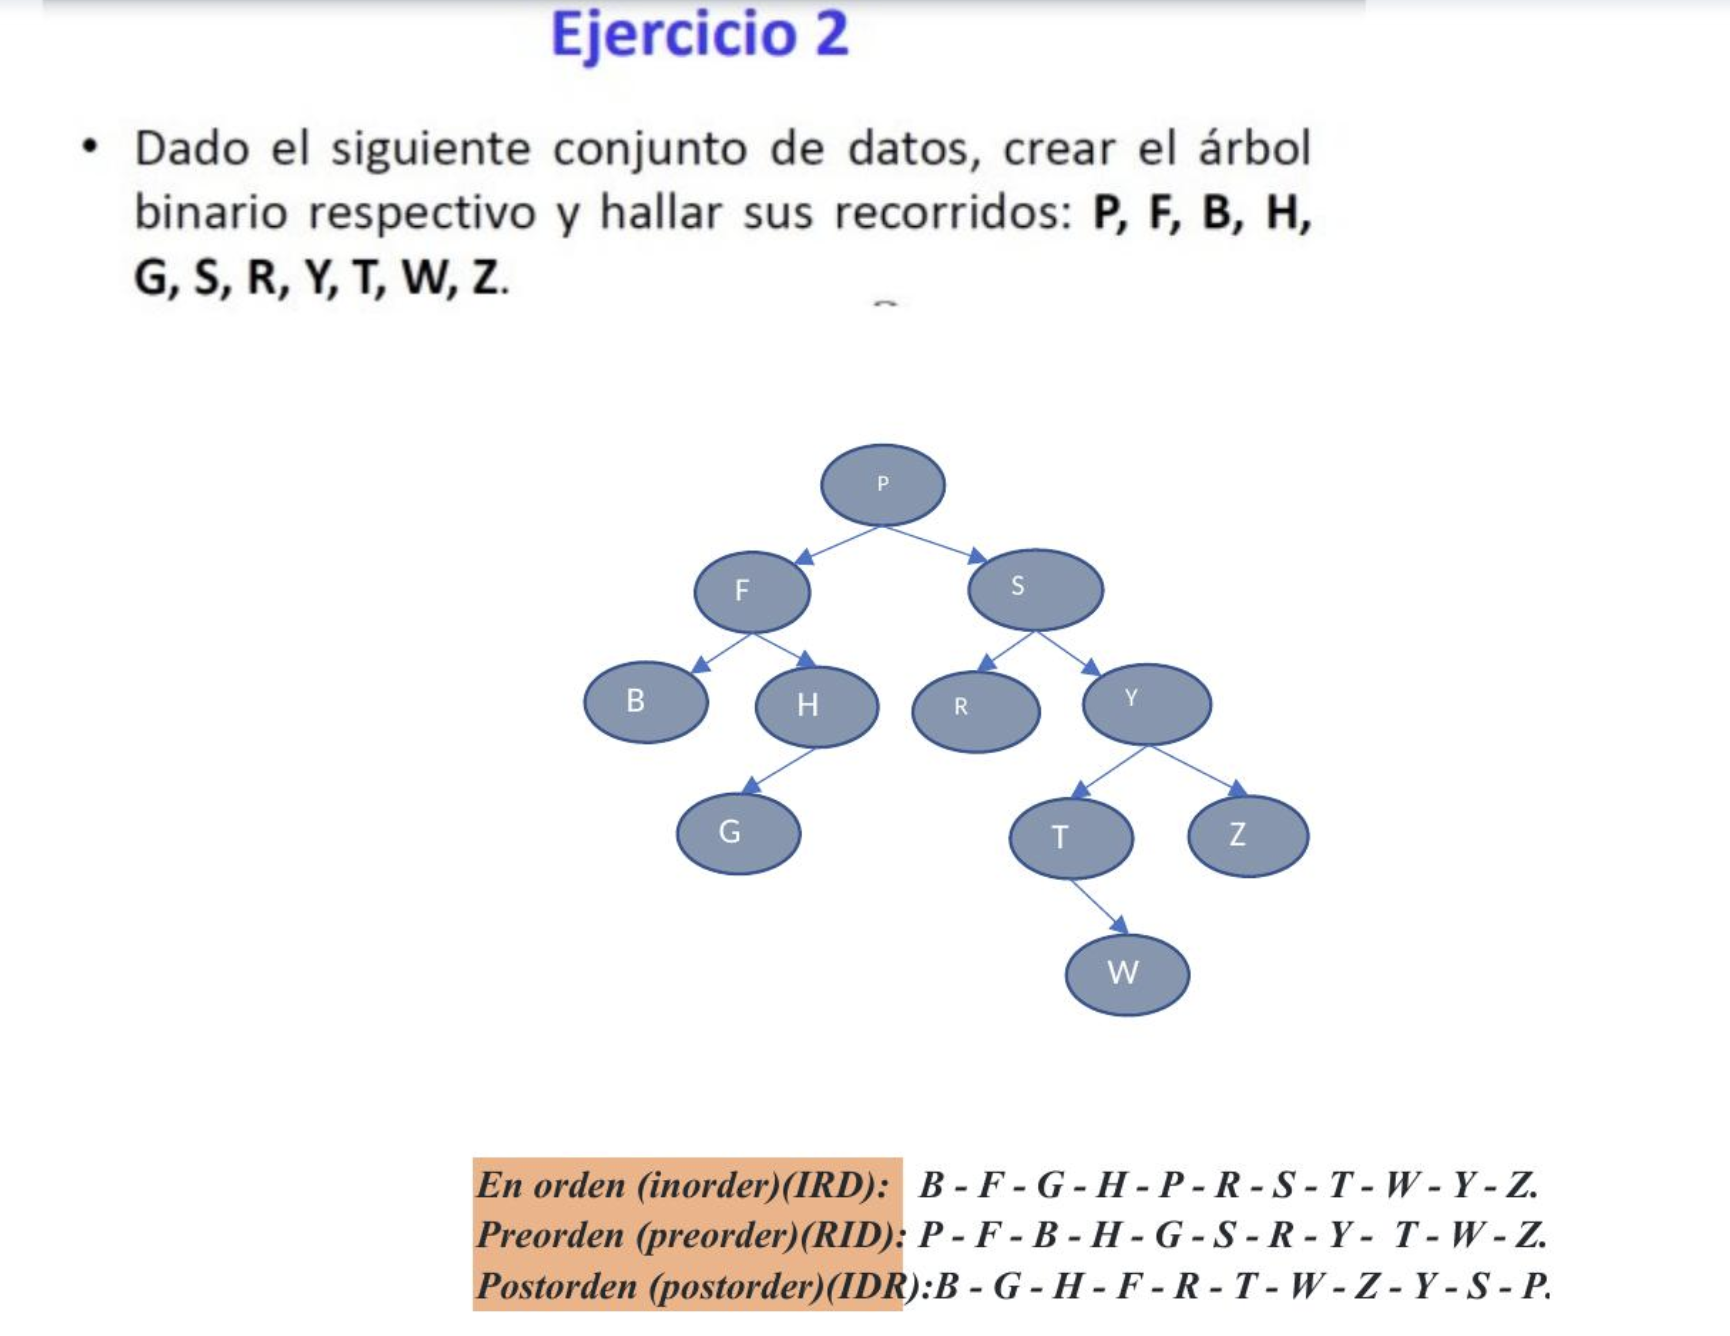 Ejercicio 2
• Dado el siguiente conjunto de datos, crear el árbol
binario respectivo y hallar sus recorridos: P, F, B, H,
G, S, R, Y, T, W, Z.
P
F S
B H R Y
G T Z
W
En orden (inorder)(IRD): B - F - G - H - P - R - S - T - W - Y - Z.
Preorden (preorder)(RID): P - F - B - H - G - S - R - Y - T - W - Z.
Postorden (postorder)(IDR):B - G - H - F - R - T - W - Z - Y - S - P.